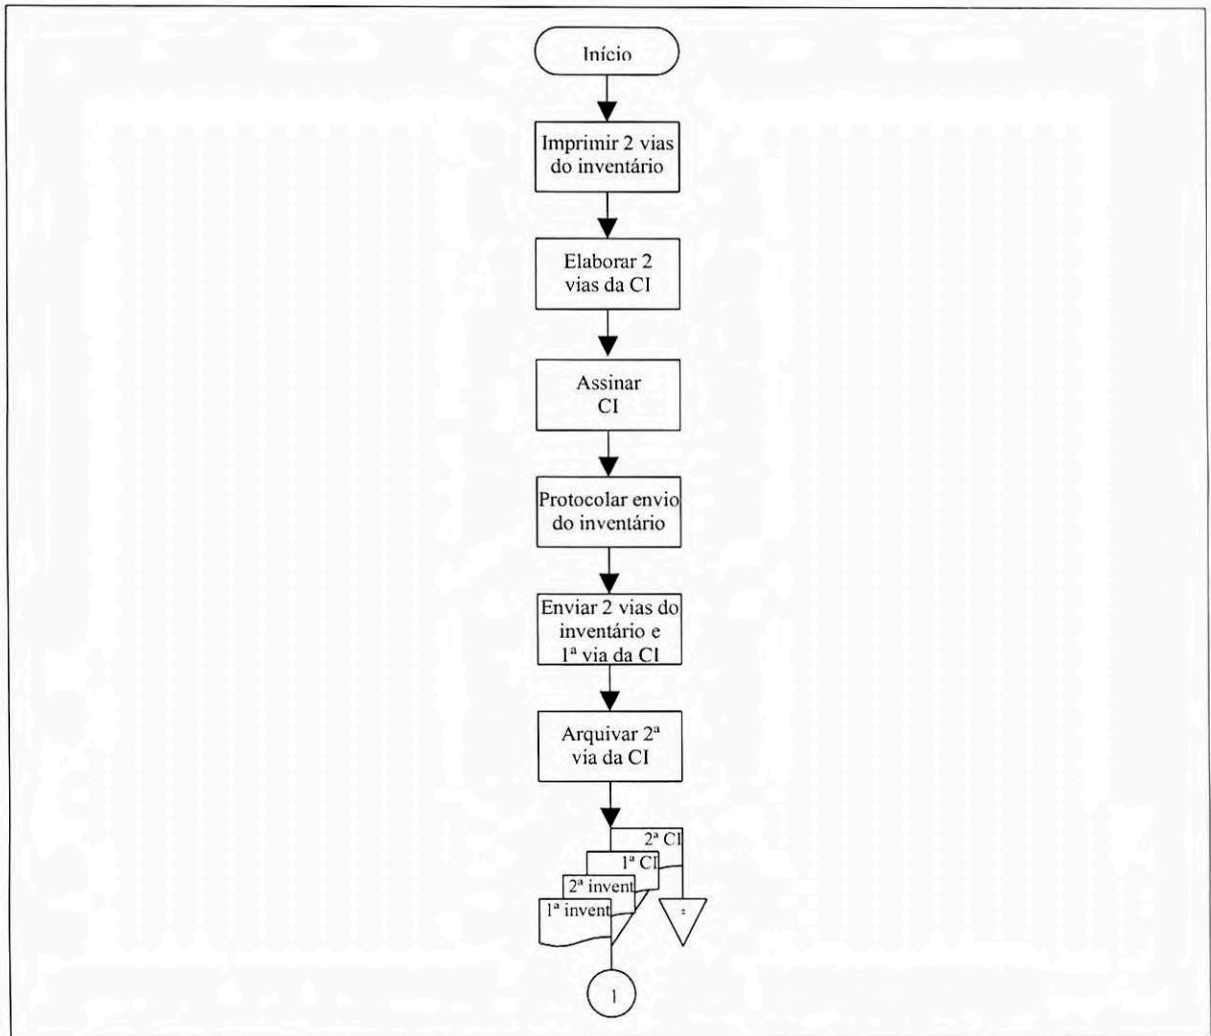 Início
Imprimir 2 vias
do inventário
Elaborar 2
vias da CI
Assinar
CI
Protocolar envio
do inventário
Enviar 2 vias do
inventário e
1ª via da CI
Arquivar 2ª
via da CI
2ª CI
1ª CI
2ª invent
1ª invent
1